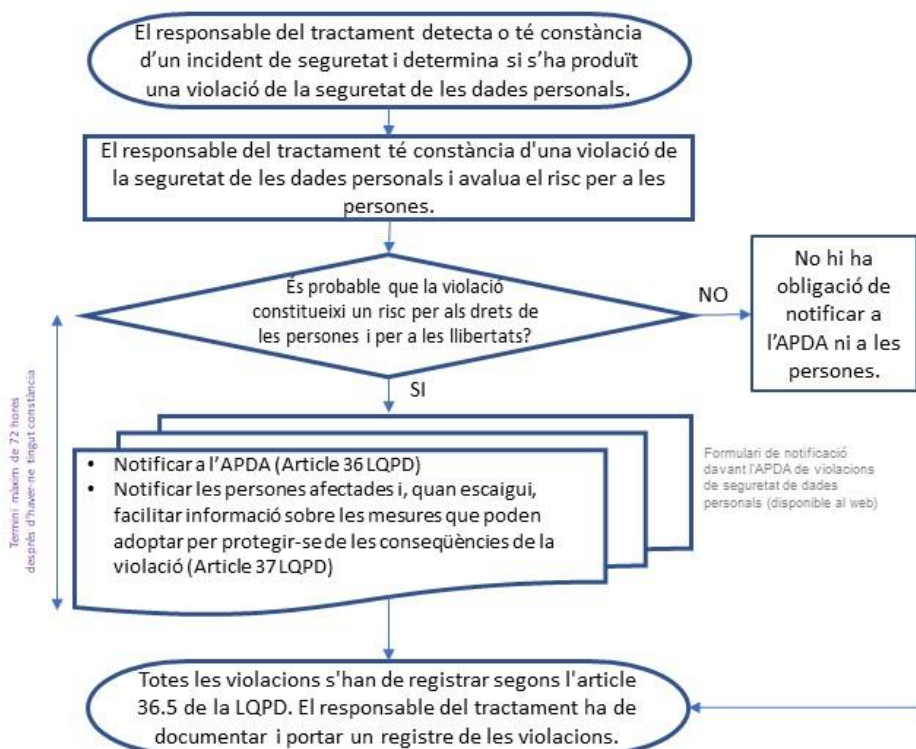 El responsable del tractament detecta o té constància
d'un incident de seguretat i determina si s'ha produït
una violació de la seguretat de les dades personals.
El responsable del tractament té constància d'una violació de
la seguretat de les dades personals i avalua el risc per a les
persones.
És probable que la violació
constitueixi un risc per als drets de
les persones i per a les llibertats?
NO
No hi ha
obligació de
notificar a
l'APDA ni a les
persones.
SI
Termini màxim de 72 hores
després d'haver-ne tingut constància
• Notificar a l'APDA (Article 36 LQPD)
• Notificar les persones afectades i, quan escaigui,
facilitar informació sobre les mesures que poden
adoptar per protegir-se de les conseqüències de la
violació (Article 37 LQPD)
Formulari de notificació
davant l'APDA de violacions
de seguretat de dades
personals (disponible al web)
Totes les violacions s'han de registrar segons l'article
36.5 de la LQPD. El responsable del tractament ha de
documentar i portar un registre de les violacions.